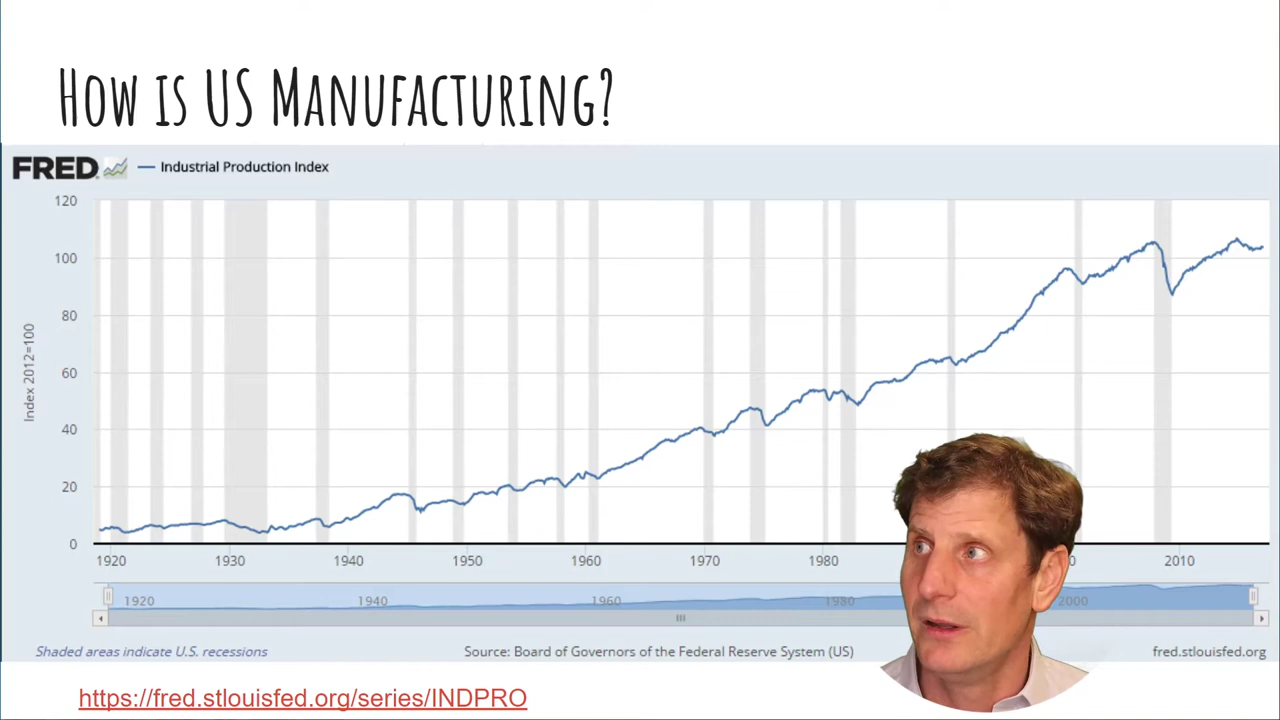 How is US Manufacturing?
FRED — Industrial Production Index
120
100
80
60
40
20
0
Index 2012=100
1920 1930 1940 1950 1960 1970 1980 0 2010
1920 1940 1960 1980 2000
Shaded areas indicate U.S. recessions
Source: Board of Governors of the Federal Reserve System (US)
fred.stlouisfed.org
https://fred.stlouisfed.org/series/INDPRO